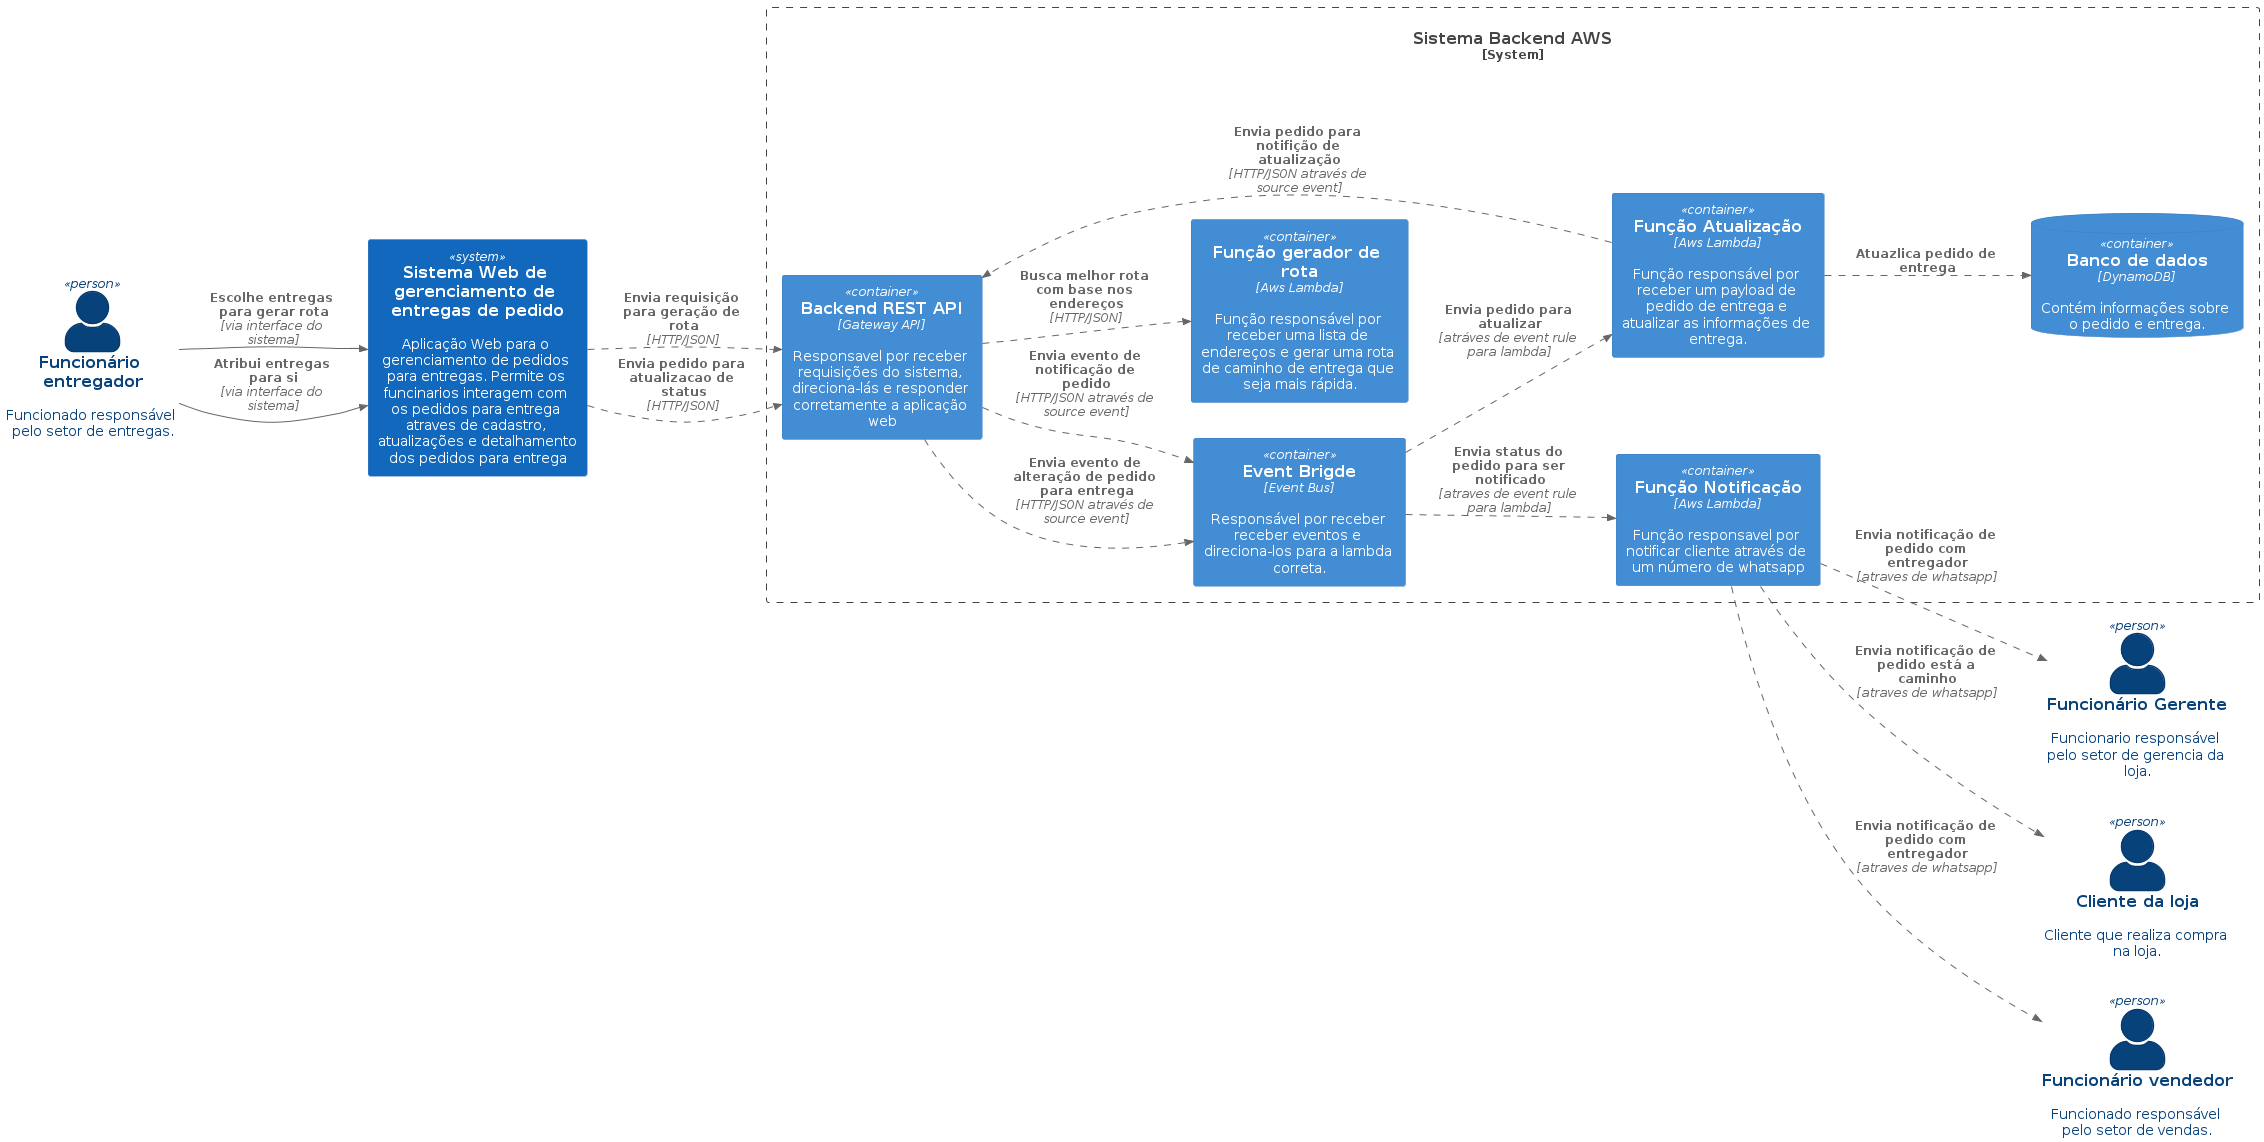 Sistema Backend AWS
[System]
«person»
Funcionário
entregador
Funcionado responsável
pelo setor de entregas.
Escolhe entregas
para gerar rota
[via interface do
sistema]
Atribui entregas
para si
[via interface do
sistema]
«system»
Sistema Web de
gerenciamento de
entregas de pedido
Aplicação Web para o
gerenciamento de pedidos
para entregas. Permite os
funcinarios interagem com
os pedidos para entrega
atraves de cadastro,
atualizações e detalhamento
dos pedidos para entrega
Envia requisição
para geração de
rota
[HTTP/JS0N]
Envia pedido para
atualizacao de
status
[HTTP/JS0N]
«container»
Backend REST API
[Gateway API]
Responsavel por receber
requisições do sistema,
direciona-lás e responder
corretamente a aplicação
web
Envia pedido para
notifição de
atualização
[HTTP/JS0N através de
source event]
Busca melhor rota
com base nos
endereços
[HTTP/JS0N]
Envia evento de
notificação de
pedido
[HTTP/JS0N através de
source event]
Envia evento de
alteração de pedido
para entrega
[HTTP/JS0N através de
source event]
«container»
Função gerador de
rota
[Aws Lambda]
Função responsável por
receber uma lista de
endereços e gerar uma rota
de caminho de entrega que
seja mais rápida.
«container»
Event Brigde
[Event Bus]
Responsável por receber
receber eventos e
direciona-los para a lambda
correta.
Envia pedido para
atualizar
[atráves de event rule
para lambda]
Envia status do
pedido para ser
notificado
[atraves de event rule
para lambda]
«container»
Função Atualização
[Aws Lambda]
Função responsável por
receber um payload de
pedido de entrega e
atualizar as informações de
entrega.
«container»
Função Notificação
[Aws Lambda]
Função responsavel por
notificar cliente através de
um número de whatsapp
Atuazlica pedido de
entrega
«container»
Banco de dados
[DynamoDB]
Contém informações sobre
o pedido e entrega.
Envia notificação de
pedido com
entregador
[atraves de whatsapp]
Envia notificação de
pedido está a
caminho
[atraves de whatsapp]
Envia notificação de
pedido com
entregador
[atraves de whatsapp]
«person»
Funcionário Gerente
Funcionario responsável
pelo setor de gerencia da
loja.
«person»
Cliente da loja
Cliente que realiza compra
na loja.
«person»
Funcionário vendedor
Funcionado responsável
pelo setor de vendas.